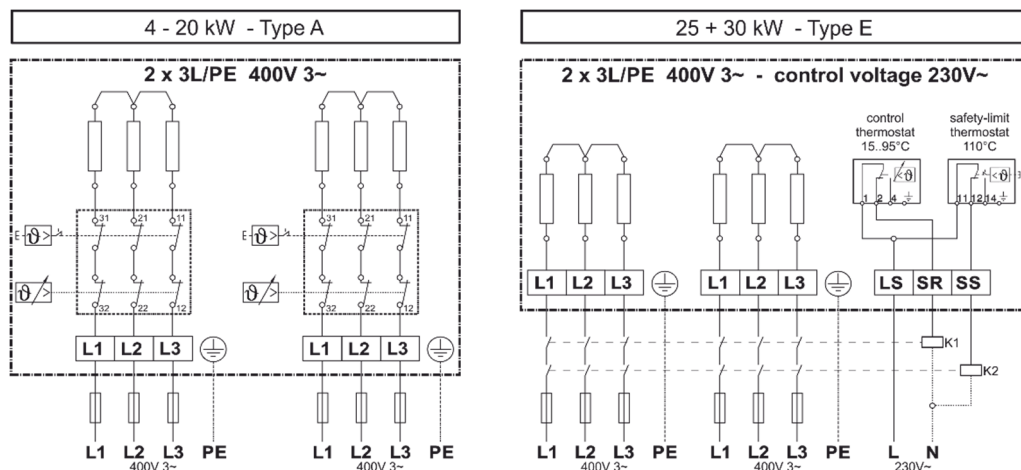 4 - 20 kW - Type A
2 x 3L/PE 400V 3~
31 21 11
31 21 11
E ϑ >
E ϑ >
ϑ >
ϑ >
32 22 12
32 22 12
L1 L2 L3
L1 L2 L3
L1 L2 L3 PE
400V 3~
L1 L2 L3 PE
400V 3~
25 + 30 kW - Type E
2 x 3L/PE 400V 3~ - control voltage 230V~
control
thermostat
15..95°C
safety-limit
thermostat
110°C
< ϑ
< ϑ E
1 2 4
11 12 14
L1 L2 L3 PE
L1 L2 L3 PE
LS SR SS
K1
K2
L1 L2 L3 PE
400V 3~
L1 L2 L3 PE
400V 3~
L N
230V~